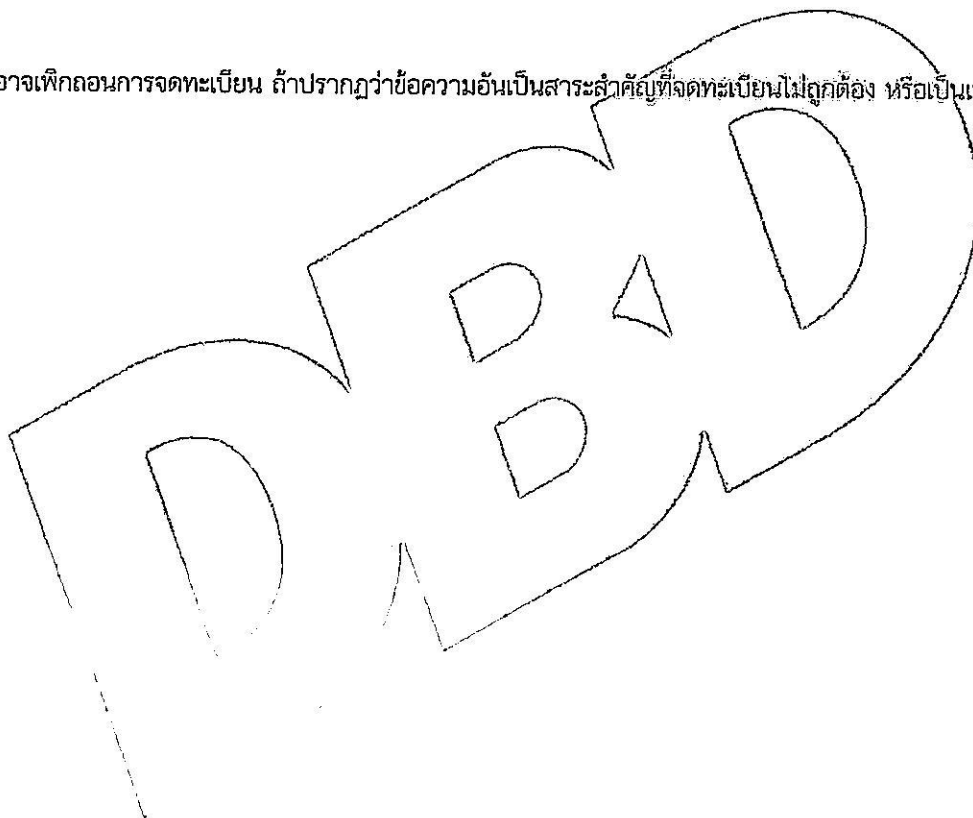 อาจเพิกถอนการจดทะเบียน ถ้าปรากฏว่าข้อความอันเป็นสาระสำคัญที่จดทะเบียนไม่ถูกต้อง หรือเป็น
DBD